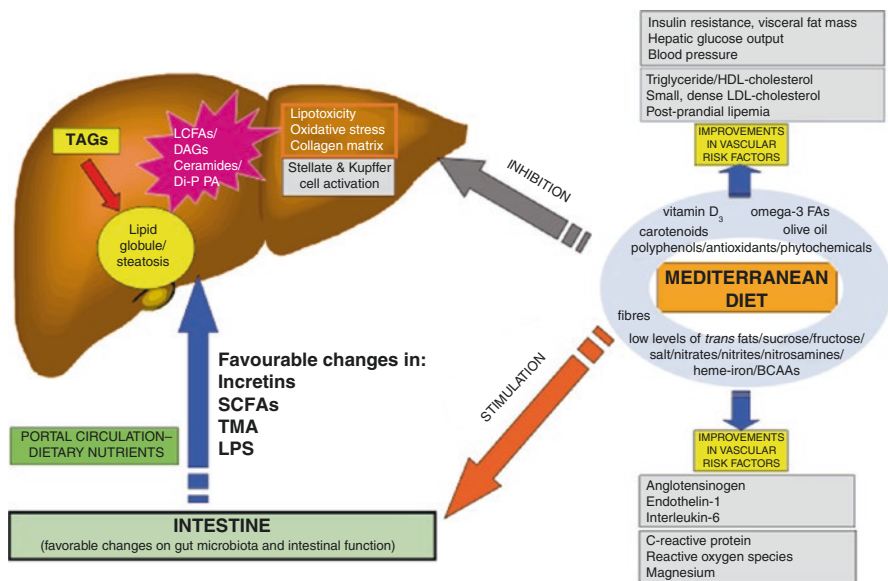 Insulin resistance, visceral fat mass
Hepatic glucose output
Blood pressure
Triglyceride/HDL-cholesterol
Small, dense LDL-cholesterol
Post-prandial lipemia
IMPROVEMENTS
IN VASCULAR
RISK FACTORS
TAGs
LCFAs/
DAGs
Ceramides/
Di-P PA
Lipotoxicity
Oxidative stress
Collagen matrix
Stellate & Kupffer
cell activation
Lipid
globule/
steatosis
INHIBITION
vitamin D3
omega-3 FAs
carotenoids
olive oil
polyphenols/antioxidants/phytochemicals
MEDITERRANEAN
DIET
fibres
low levels of trans fats/sucrose/fructose/
salt/nitrates/nitrites/nitrosamines/
heme-iron/BCAAs
STIMULATION
Favourable changes in:
Incretins
SCFAs
TMA
LPS
PORTAL CIRCULATION–
DIETARY NUTRIENTS
IMPROVEMENTS
IN VASCULAR
RISK FACTORS
Anglotensinogen
Endothelin-1
Interleukin-6
C-reactive protein
Reactive oxygen species
Magnesium
INTESTINE
(favorable changes on gut microbiota and intestinal function)